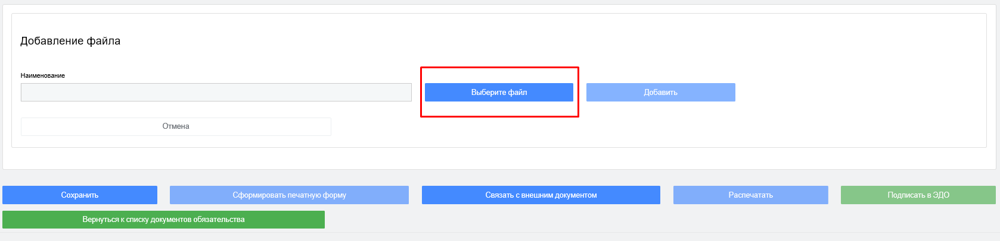 Добавление файла
Наименование
Выберите файл
Добавить
Отмена
Сохранить
Сформировать печатную форму
Связать с внешним документом
Распечатать
Подписать в ЭДО
Вернуться к списку документов обязательства